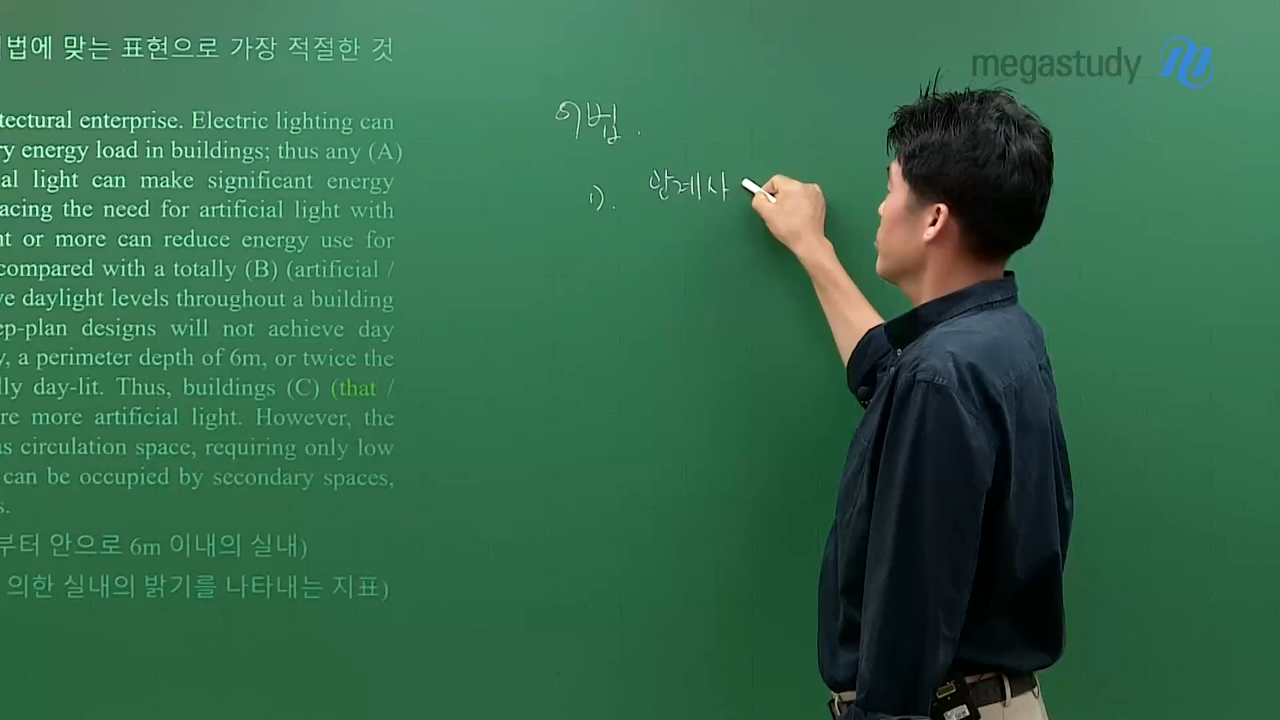 법에 맞는 표현으로 가장 적절한 것
megastudy
tectural enterprise. Electric lighting can
ry energy load in buildings; thus any (A)
al light can make significant energy
acing the need for artificial light with
nt or more can reduce energy use for
compared with a totally (B) (artificial /
ve daylight levels throughout a building
ep-plan designs will not achieve day
y, a perimeter depth of 6m, or twice the
lly day-lit. Thus, buildings (C) (that /
re more artificial light. However, the
as circulation space, requiring only low
can be occupied by secondary spaces,
s.
부터 안으로 6m 이내의 실내)
의한 실내의 밝기를 나타내는 지표)
어법.
1).